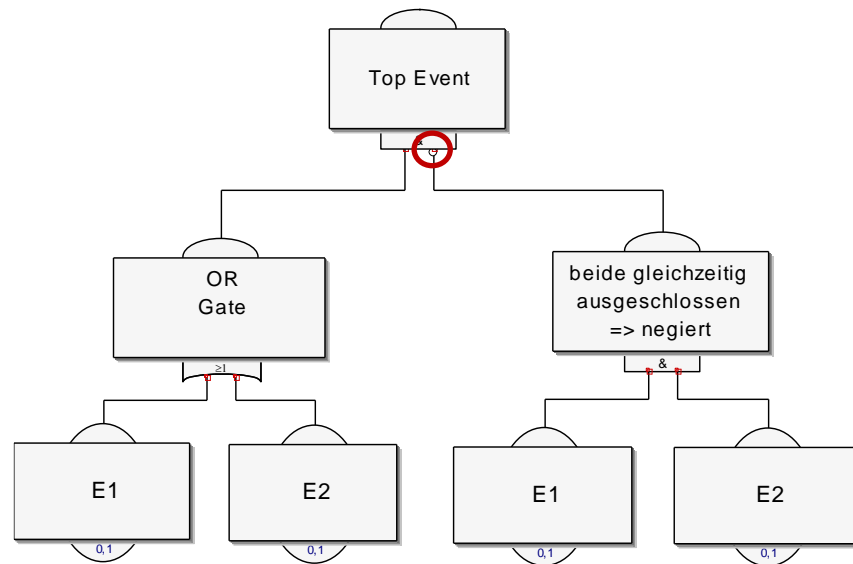 Top Event
&
OR
Gate
≥1
beide gleichzeitig
ausgeschlossen
=> negiert
&
E1
0,1
E2
0,1
E1
0,1
E2
0,1